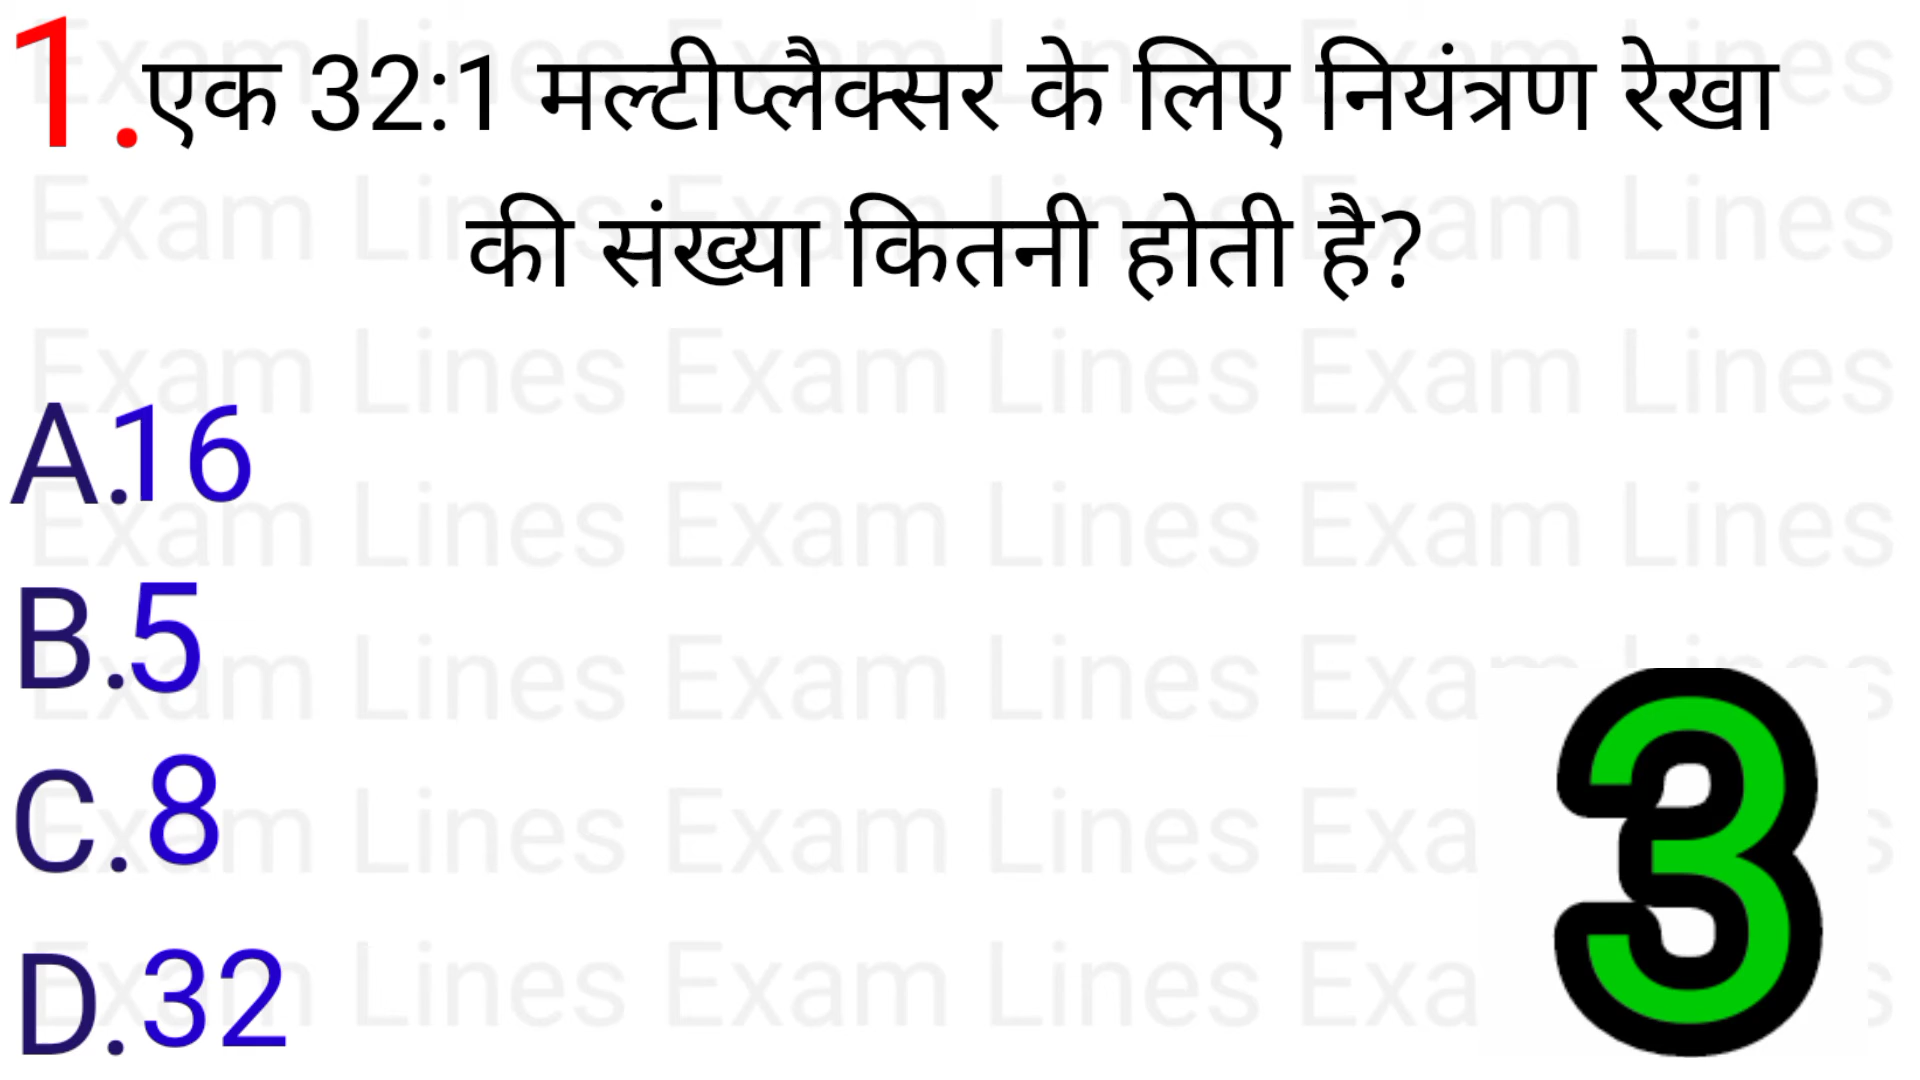 1.एक 32:1 मल्टीप्लैक्सर के लिए नियंत्रण रेखा
की संख्या कितनी होती है?
Exam Lines Exam Lines Exam Lines
A.16
B.5
C.8
D.32
3